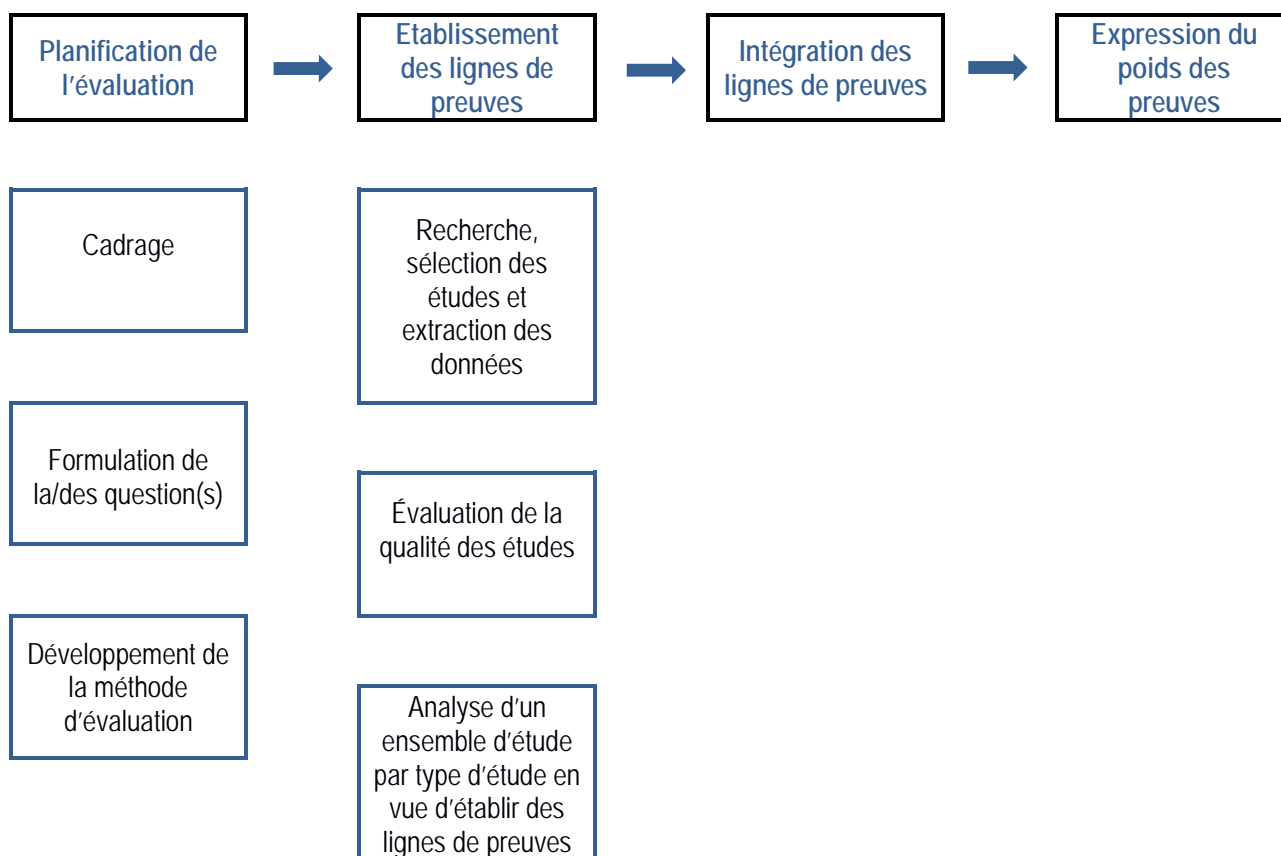 Planification de
l'évaluation
Etablissement
des lignes de
preuves
Intégration des
lignes de preuves
Expression du
poids des
preuves
Cadrage
Formulation de
la/des question(s)
Développement de
la méthode
d'évaluation
Recherche,
sélection des
études et
extraction des
données
Évaluation de la
qualité des études
Analyse d'un
ensemble d'étude
par type d'étude en
vue d'établir des
lignes de preuves